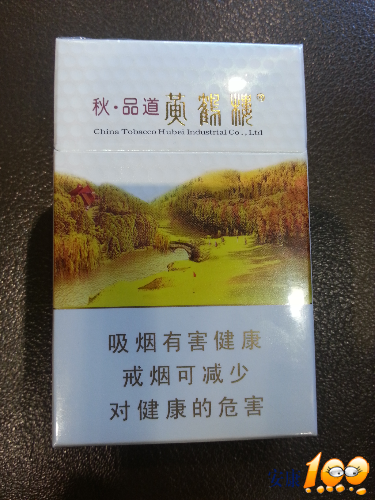 秋·品道 黄鹤楼
China Tobacco Hubei Industrial Co., Ltd
吸烟有害健康
戒烟可减少
对健康的危害
100